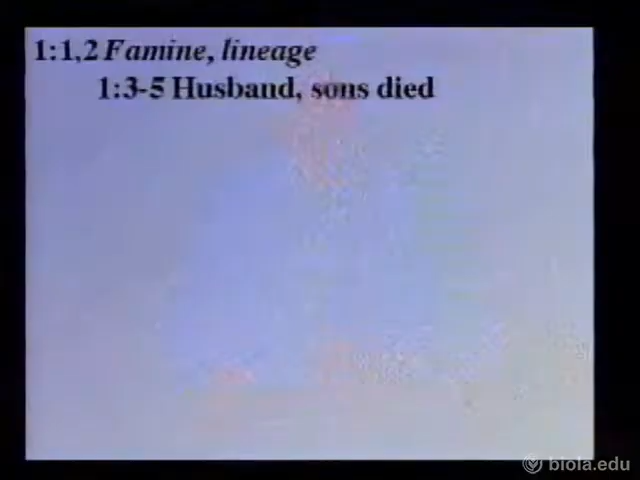 1:1,2 Famine, lineage
1:3-5 Husband, sons died
biola.edu